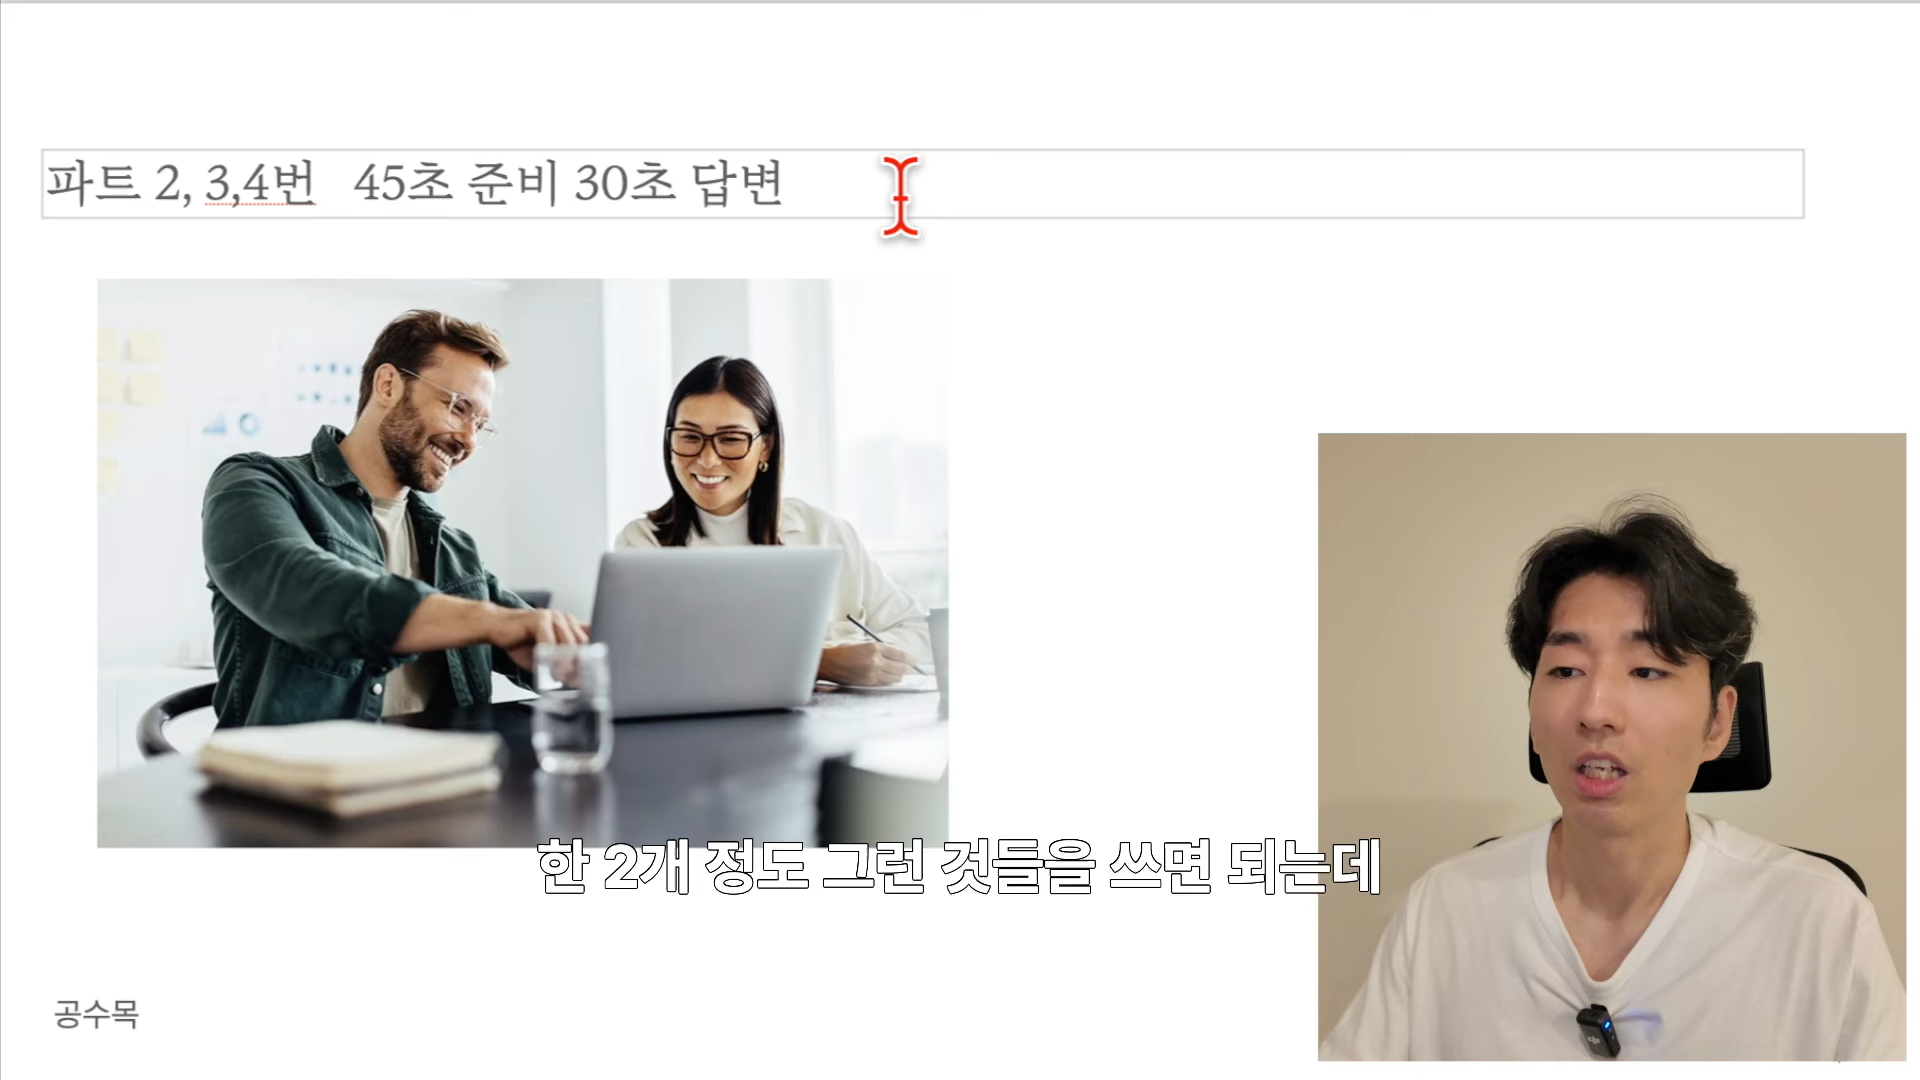 파트 2, 3,4번 45초 준비 30초 답변
한 2개 정도 그런 것들을 쓰면 되는데
공수목